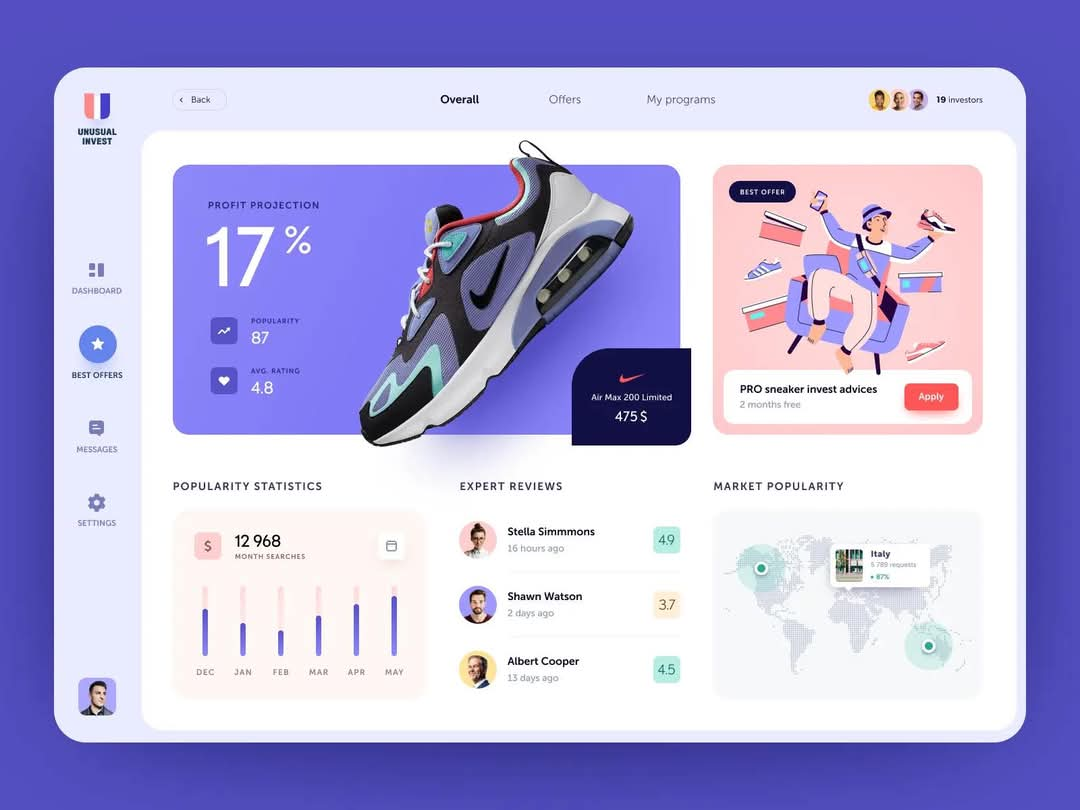 UNUSUAL
INVEST
Back
Overall
Offers
My programs
19 investors
DASHBOARD
BEST OFFERS
MESSAGES
SETTINGS
PROFIT PROJECTION
17%
POPULARITY
87
AVG. RATING
4.8
Air Max 200 Limited
475 $
BEST OFFER
PRO sneaker invest advices
2 months free
Apply
POPULARITY STATISTICS
$
12 968
MONTH SEARCHES
DEC JAN FEB MAR APR MAY
EXPERT REVIEWS
Stella Simmmons
16 hours ago
4.9
Shawn Watson
2 days ago
3.7
Albert Cooper
13 days ago
4.5
MARKET POPULARITY
Italy
5 789 requests
87%